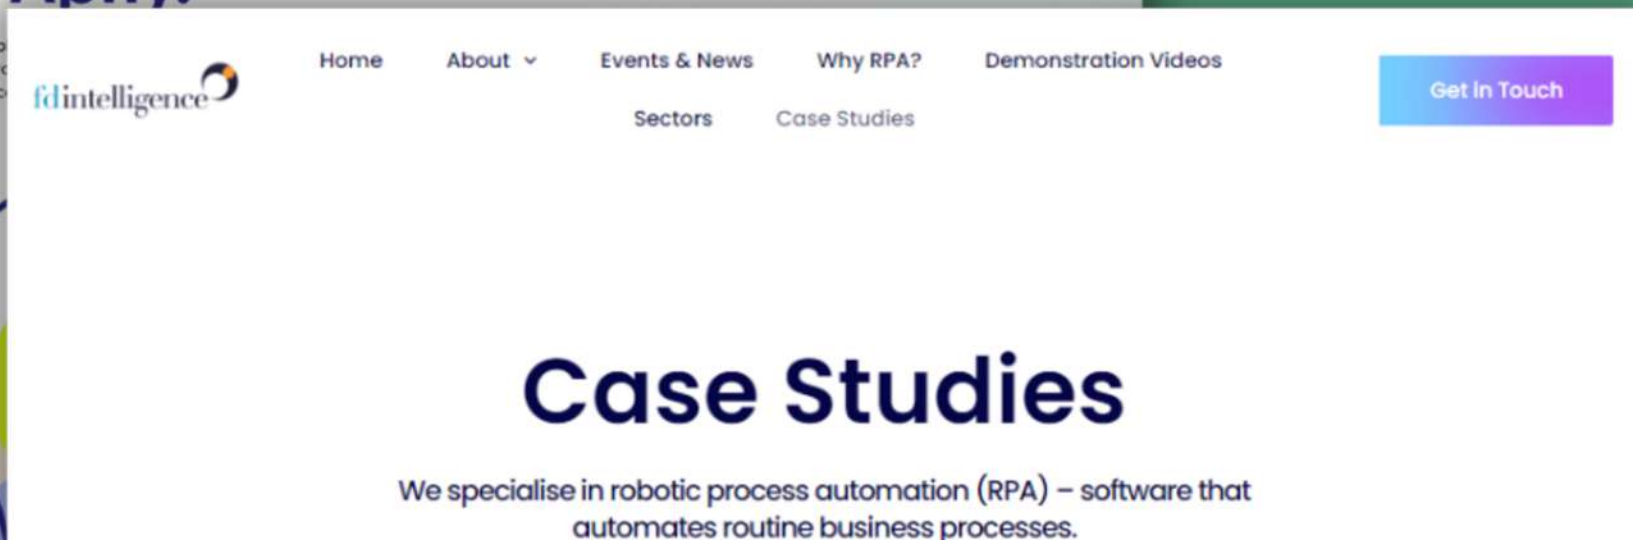 fdintelligence
Home About Events & News Why RPA? Demonstration Videos
Sectors Case Studies
Get in Touch
Case Studies
We specialise in robotic process automation (RPA) – software that
automates routine business processes.